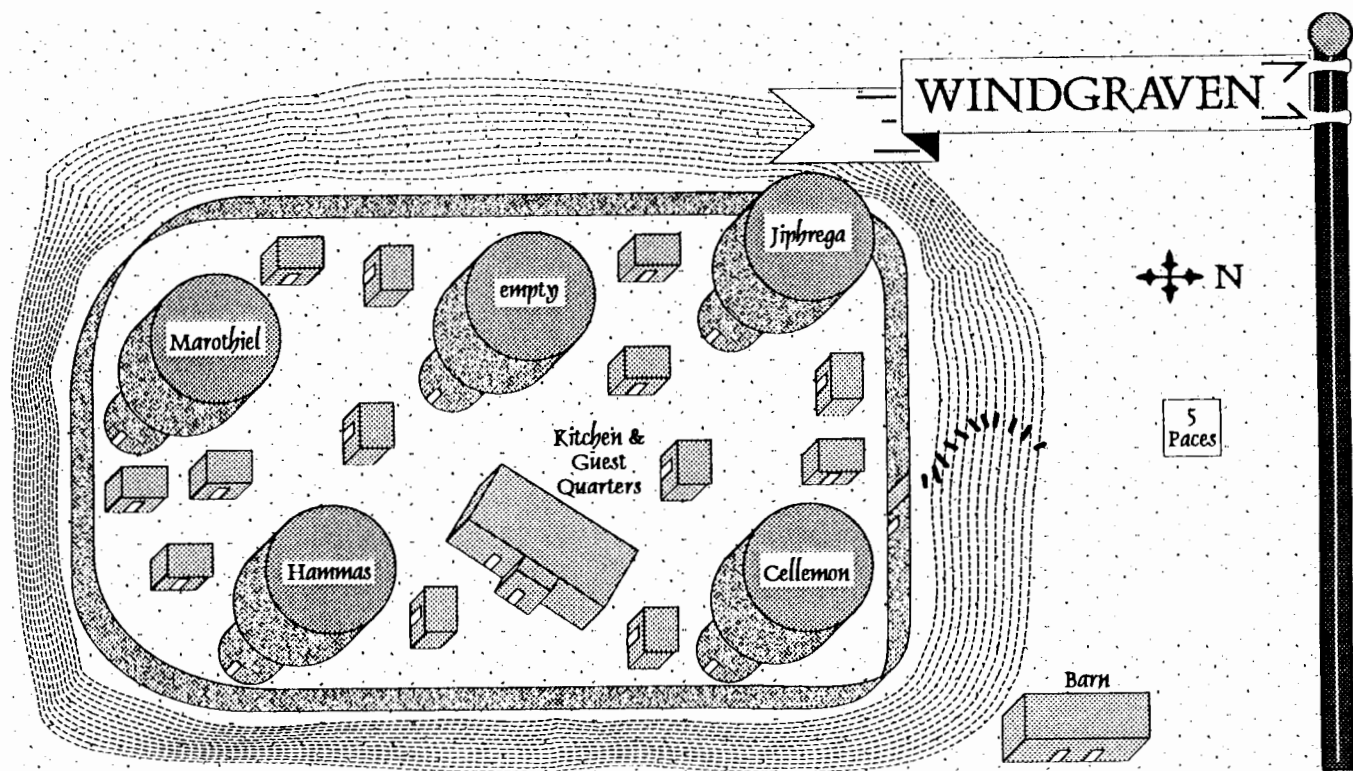 WINDGRAVEN
Jiphrega
N
empty
Marothiel
5
Paces
Kitchen &
Guest
Quarters
Hammas
Cellemon
Barn